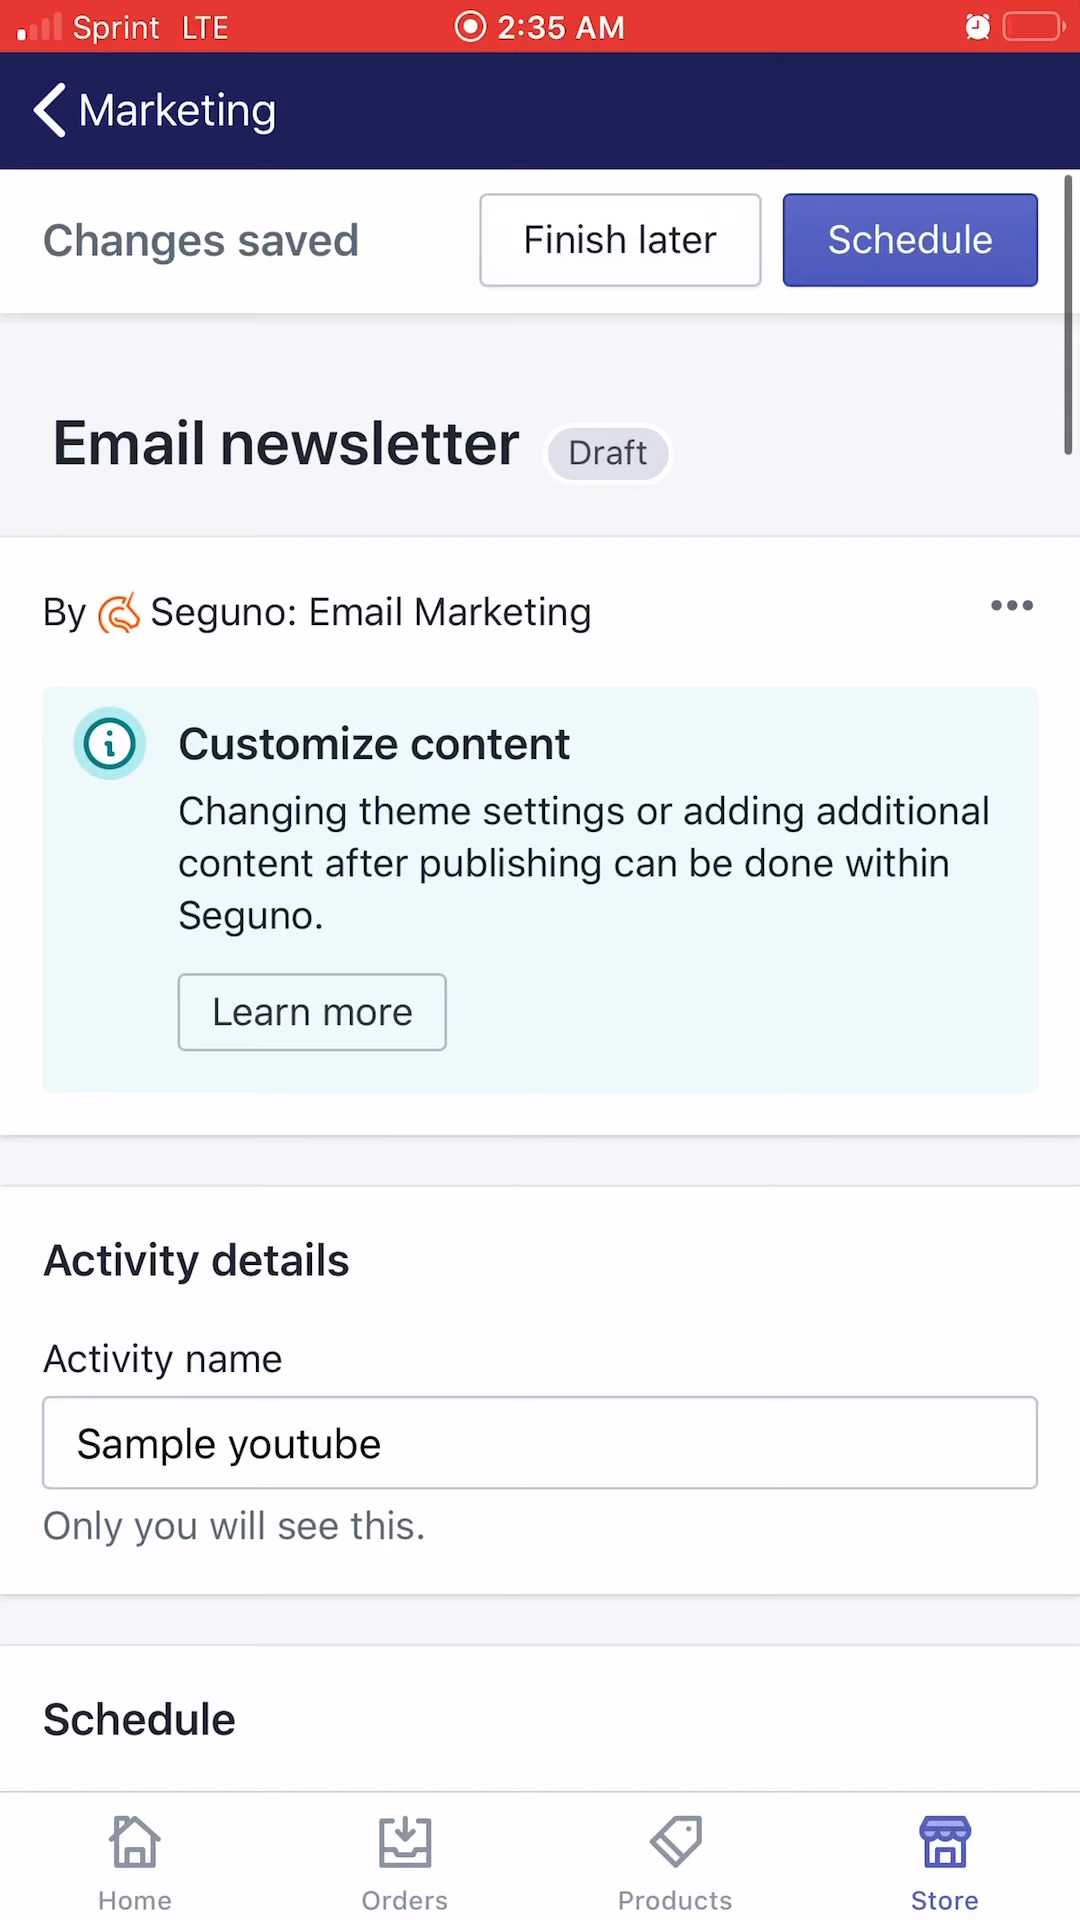 Sprint LTE 2:35 AM
Marketing
Changes saved Finish later Schedule
Email newsletter Draft
By Seguno: Email Marketing
Customize content
Changing theme settings or adding additional
content after publishing can be done within
Seguno.
Learn more
Activity details
Activity name
Sample youtube
Only you will see this.
Schedule
Home Orders Products Store